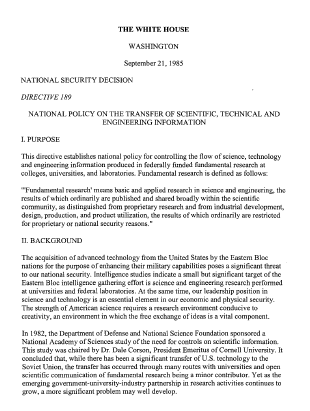 THE WHITE HOUSE
WASHINGTON
September 21, 1985
NATIONAL SECURITY DECISION
DIRECTIVE 189
NATIONAL POLICY ON THE TRANSFER OF SCIENTIFIC, TECHNICAL AND
ENGINEERING INFORMATION
I. PURPOSE
This directive establishes national policy for controlling the flow of science, technology
and engineering information produced in federally funded fundamental research at
colleges, universities, and laboratories. Fundamental research is defined as follows:
"'Fundamental research' means basic and applied research in science and engineering, the
results of which ordinarily are published and shared broadly within the scientific
community, as distinguished from proprietary research and from industrial development,
design, production, and product utilization, the results of which ordinarily are restricted
for proprietary or national security reasons."
II. BACKGROUND
The acquisition of advanced technology from the United States by the Eastern Bloc
nations for the purpose of enhancing their military capabilities poses a significant threat
to our national security. Intelligence studies indicate a small but significant target of the
Eastern Bloc intelligence gathering effort is science and engineering research performed
at universities and federal laboratories. At the same time, our leadership position in
science and technology is an essential element in our economic and physical security.
The strength of American science requires a research environment conducive to
creativity, an environment in which the free exchange of ideas is a vital component.
In 1982, the Department of Defense and National Science Foundation sponsored a
National Academy of Sciences study of the need for controls on scientific information.
This study was chaired by Dr. Dale Corson, President Emeritus of Cornell University. It
concluded that, while there has been a significant transfer of U.S. technology to the
Soviet Union, the transfer has occurred through many routes with universities and open
scientific communication of fundamental research being a minor contributor. Yet as the
emerging government-university-industry partnership in research activities continues to
grow, a more significant problem may well develop.